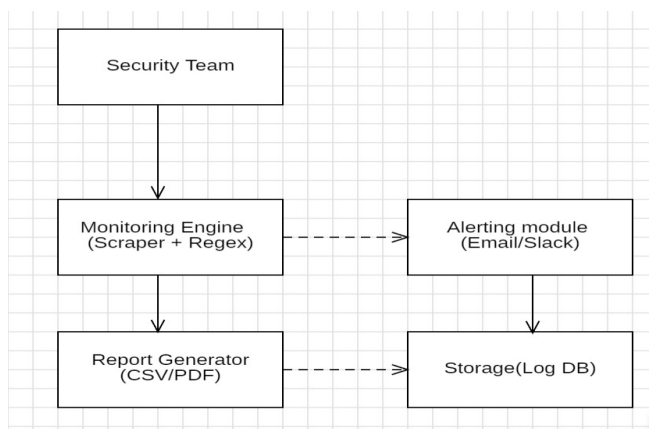 Security Team
Monitoring Engine
(Scraper + Regex)
Alerting module
(Email/Slack)
Report Generator
(CSV/PDF)
Storage(Log DB)